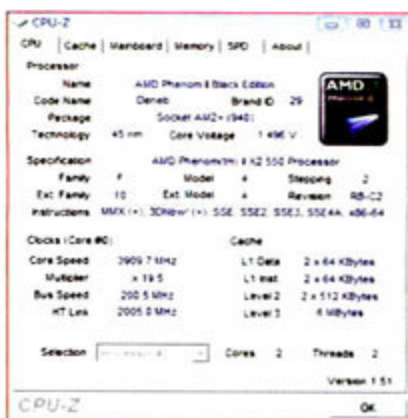 CPU-Z
CPU Cache Mainboard Memory SPD About
Processor
Name AMD Phenom II Black Edition
Code Name Deneb Brand ID 29
Package Socket AM2+ (940)
Technology 45 nm Core Voltage 1.496 V
AMD
Specification AMD Phenom(tm) II X2 550 Processor
Family F Model 4 Stepping 2
Ext. Family 10 Ext. Model 4 Revision RB-C2
Instructions MMX (+), 3DNow! (+), SSE, SSE2, SSE3, SSE4A, x86-64
Clocks (Core #0) Cache
Core Speed 3909.7 MHz L1 Data 2 x 64 KBytes
Multiplier x 19.5 L1 Inst. 2 x 64 KBytes
Bus Speed 200.5 MHz Level 2 2 x 512 KBytes
HT Link 2005.0 MHz Level 3 6 MBytes
Selection Cores 2 Threads 2
Version 1.51
CPU-Z OK